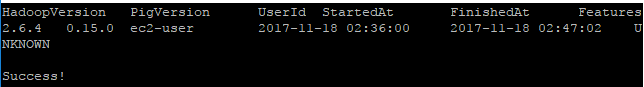 HadoopVersion PigVersion UserId StartedAt FinishedAt Features
2.6.4 0.15.0 ec2-user 2017-11-18 02:36:00 2017-11-18 02:47:02 U
NKNOWN
Success!